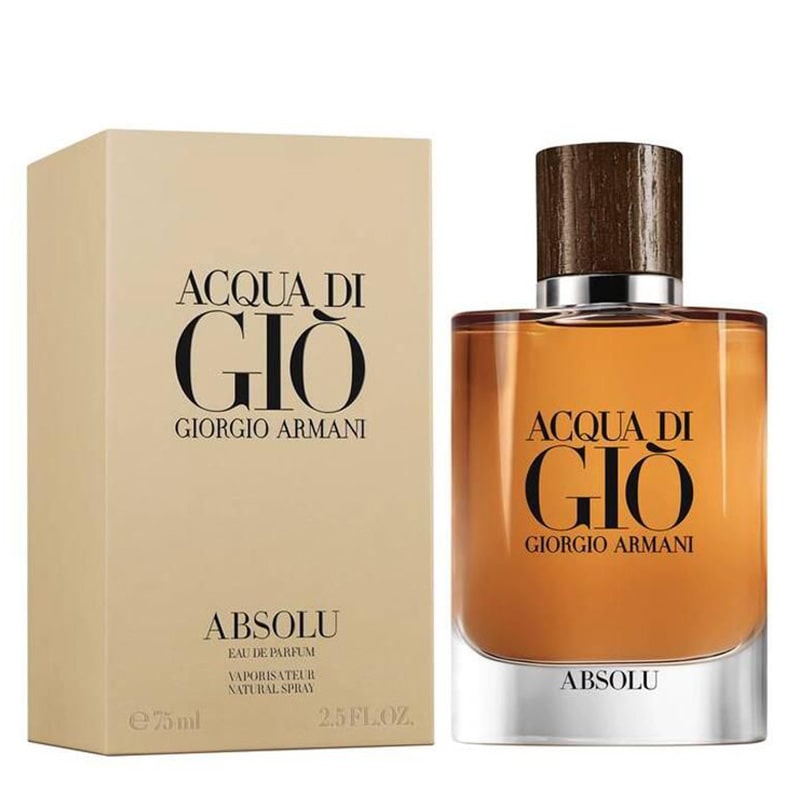 ACQUA DI
GIÒ
GIORGIO ARMANI
ABSOLU
EAU DE PARFUM
VAPORISATEUR
NATURAL SPRAY
e 75 ml 2.5 FL.OZ.
ACQUA DI
GIÒ
GIORGIO ARMANI
ABSOLU